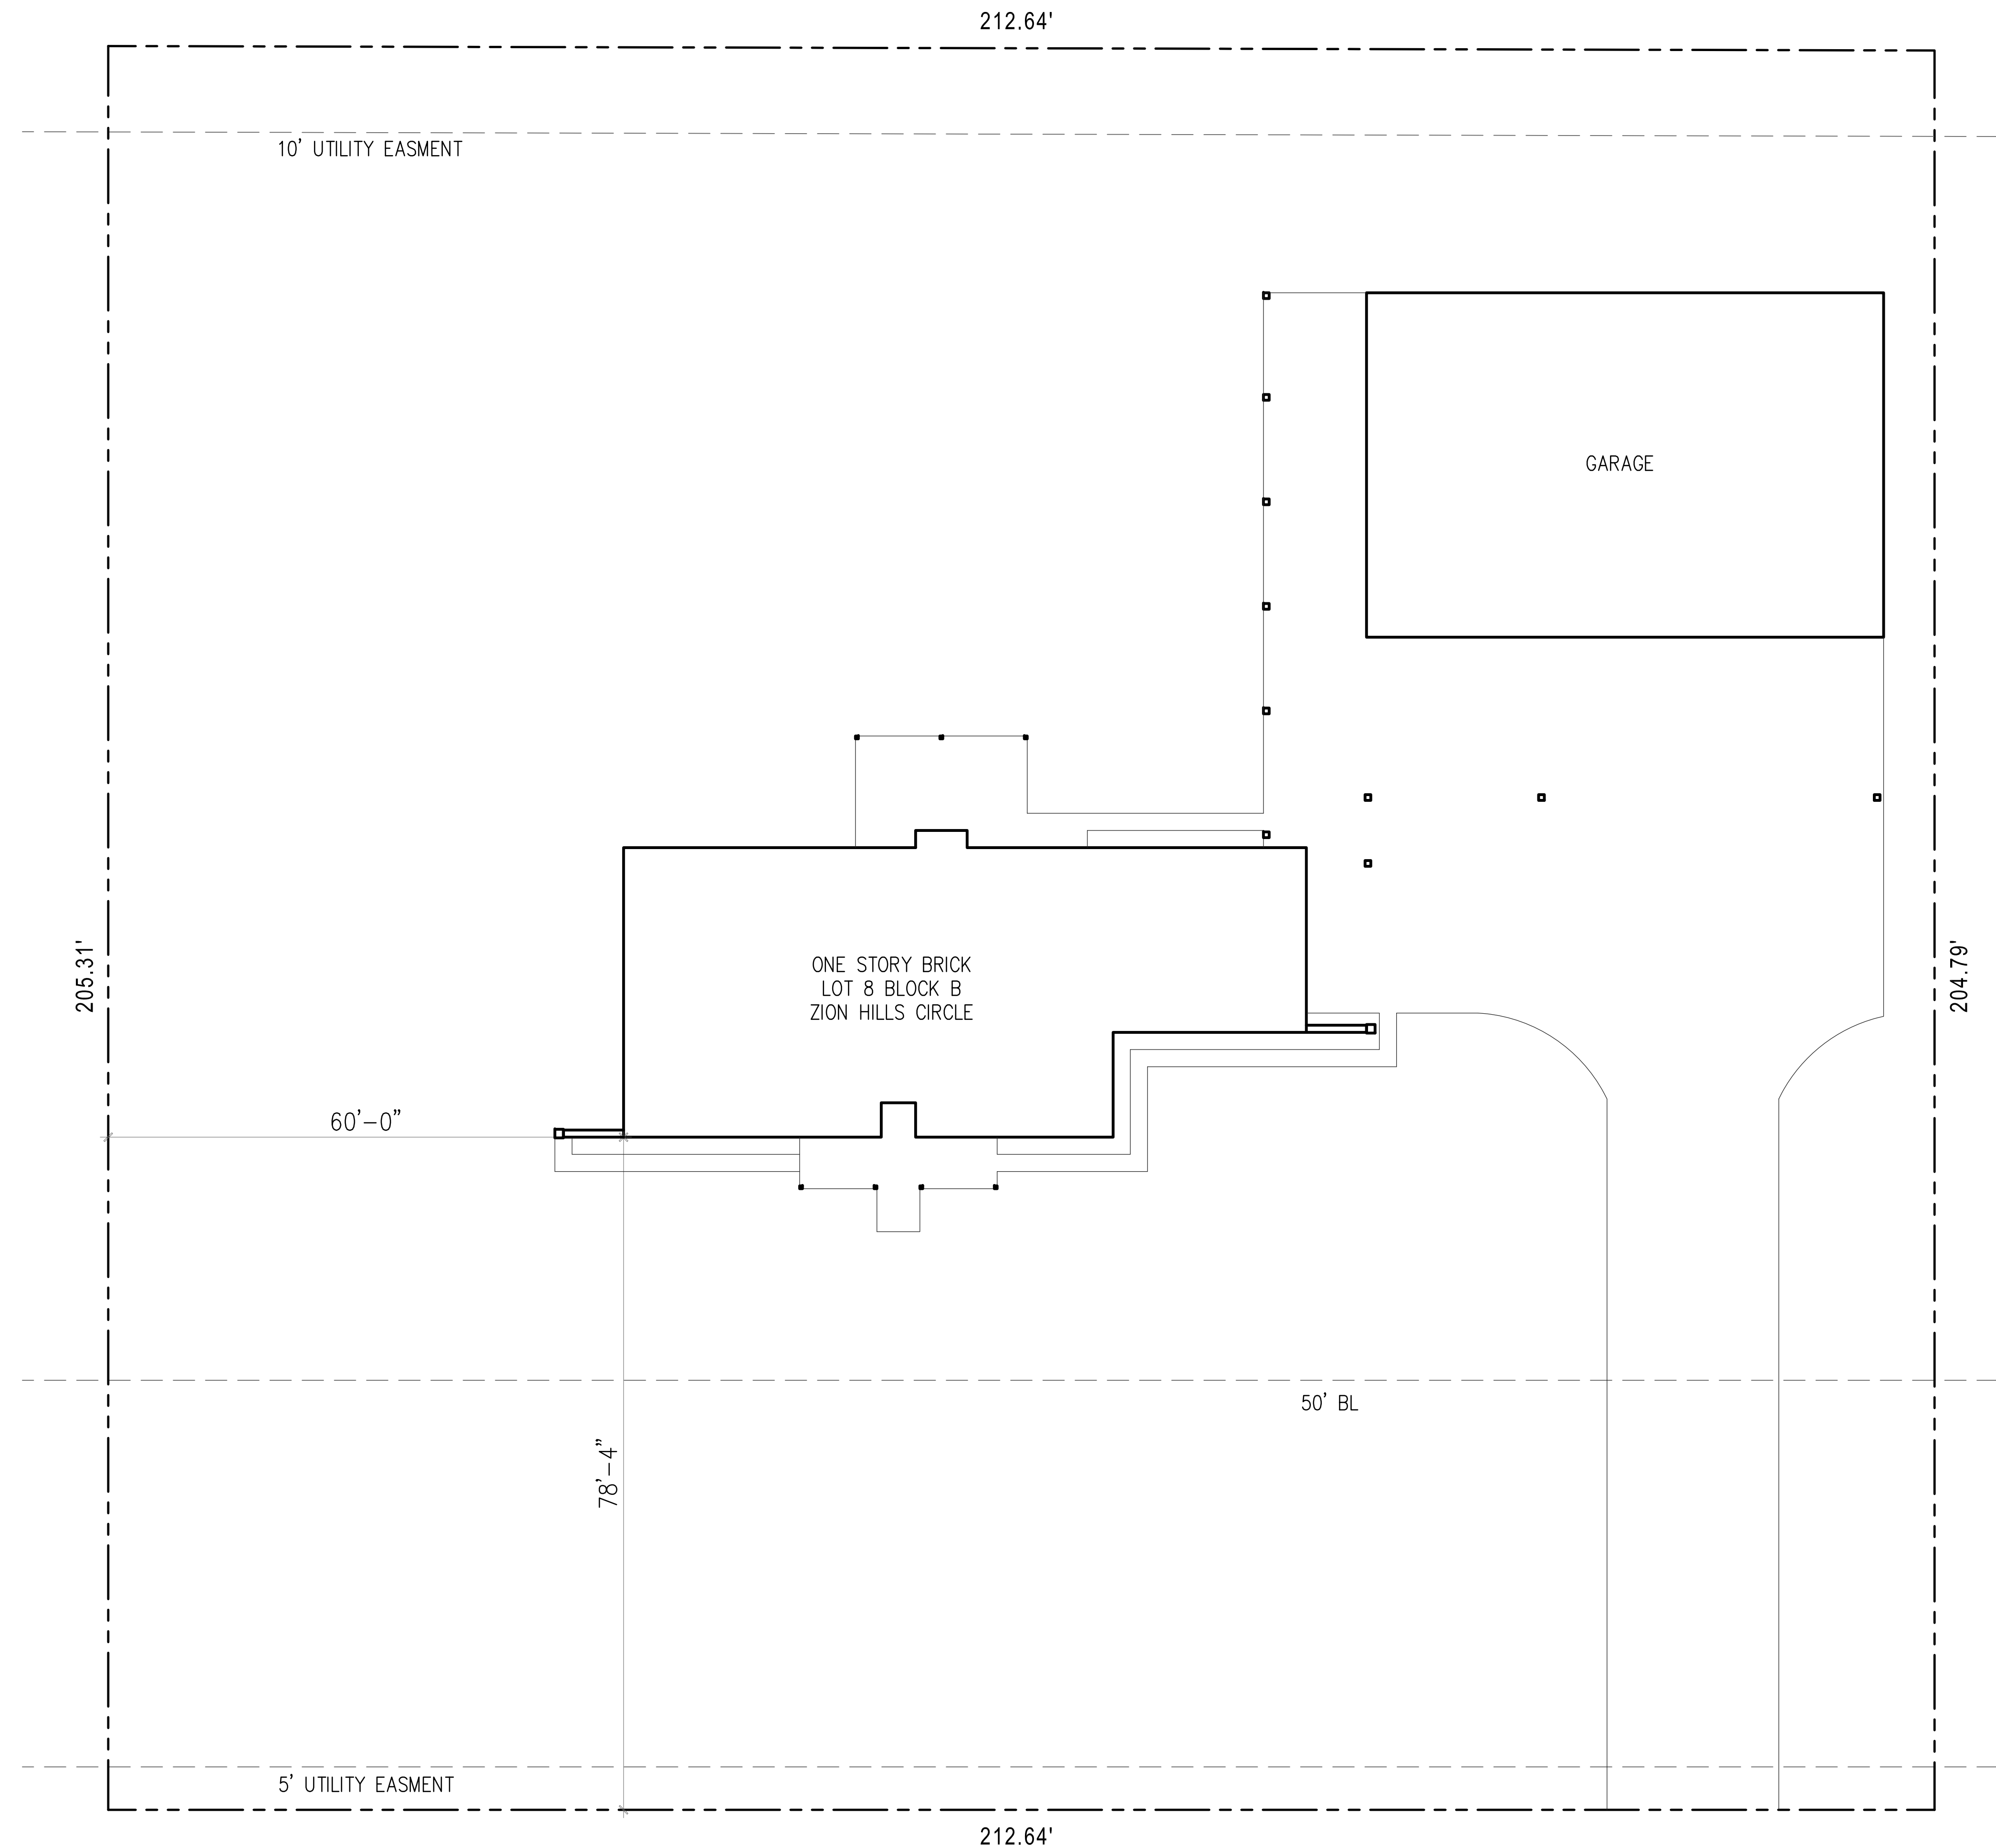 212.64'
10' UTILITY EASMENT
GARAGE
ONE STORY BRICK
LOT 8 BLOCK B
ZION HILLS CIRCLE
205.31'
204.79'
60'-0"
50' BL
78'-4"
5' UTILITY EASMENT
212.64'